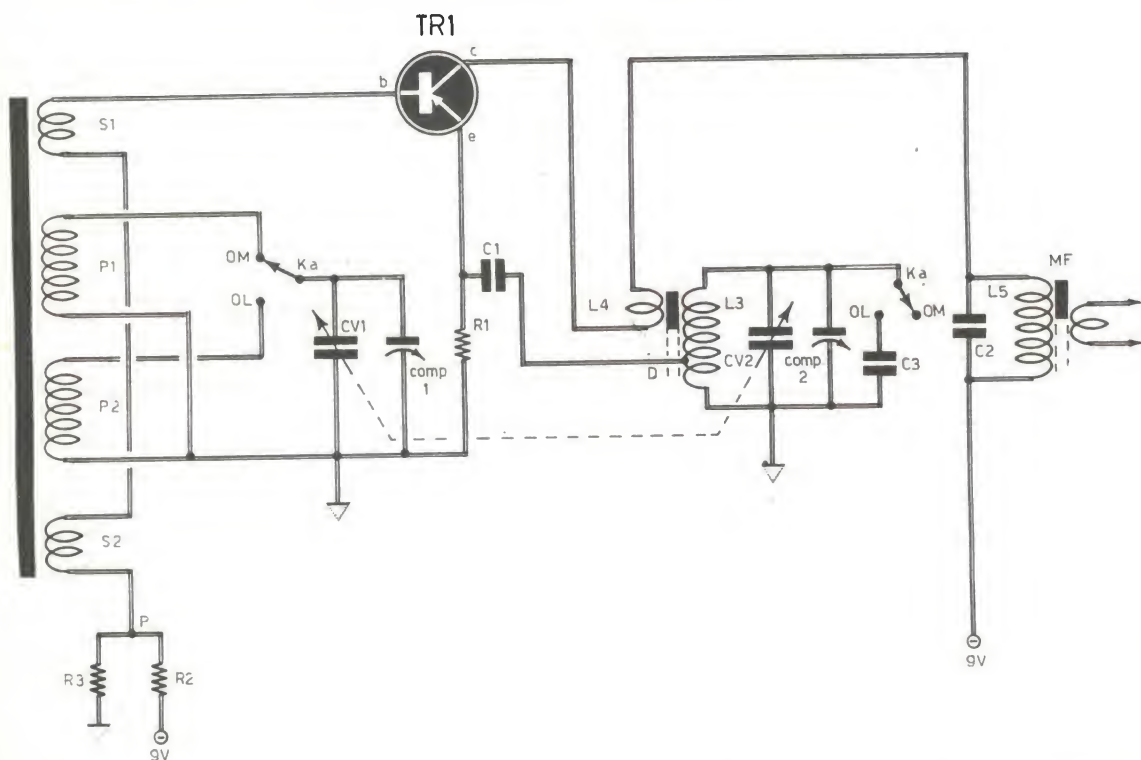 TR1
c
b
e
S1
P1
OM
Ka
OL
CV1
comp
1
R1
C1
P2
S2
P
R3
R2
⊖
9V
L4
L3
D
CV2
comp
2
Ka
OL
OM
C3
C2
L5
MF
⊖
9V